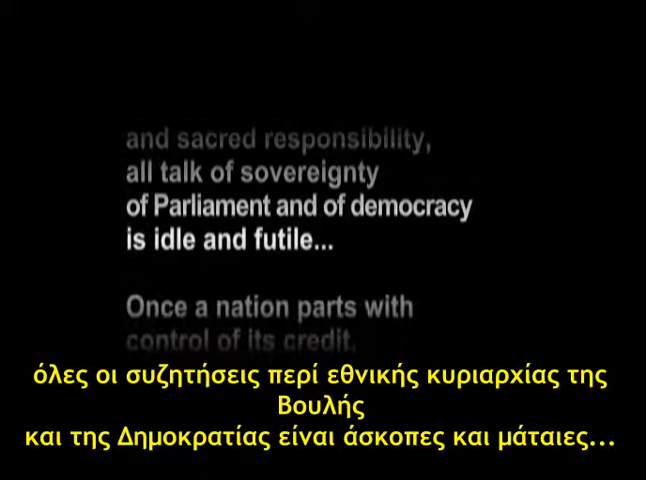 and sacred responsibility,
all talk of sovereignty
of Parliament and of democracy
is idle and futile...
Once a nation parts with
control of its credit,
όλες οι συζητήσεις περί εθνικής κυριαρχίας της
Βουλής
και της Δημοκρατίας είναι άσκοπες και μάταιες...